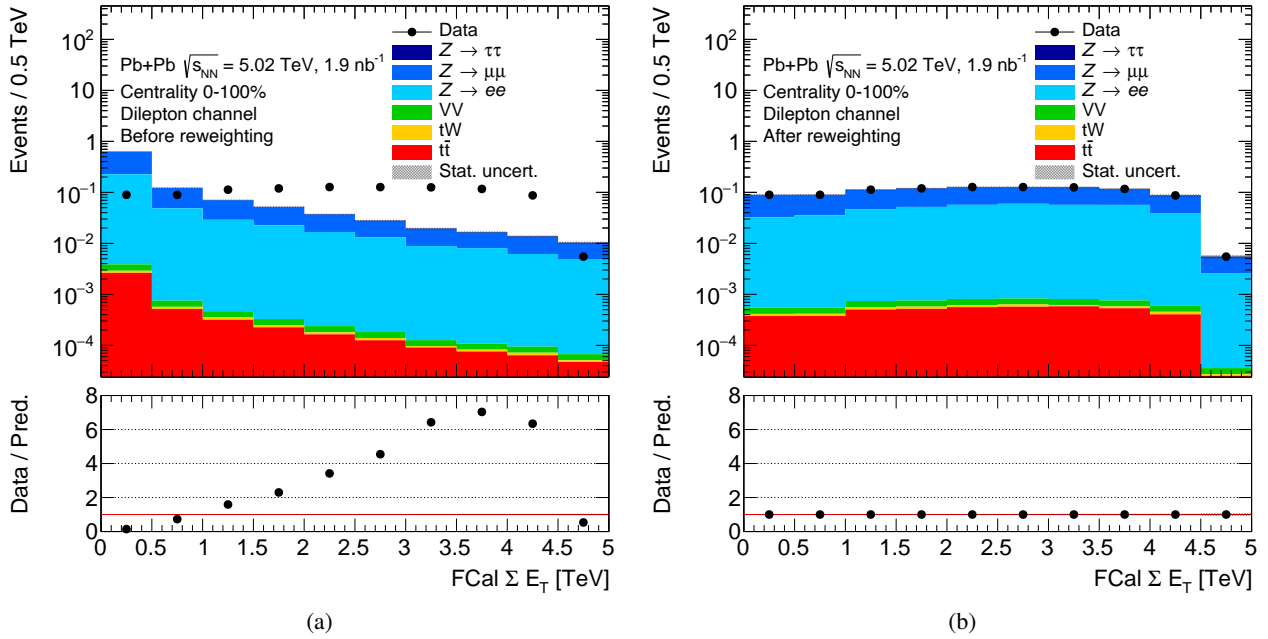 Events / 0.5 TeV
10²
10
1
10⁻¹
10⁻²
10⁻³
10⁻⁴
Pb+Pb √s_NN = 5.02 TeV, 1.9 nb⁻¹
Centrality 0-100%
Dilepton channel
Before reweighting
Data
Z → ττ
Z → μμ
Z → ee
VV
tW
tt̄
Stat. uncert.
Data / Pred.
8
6
4
2
0
0 0.5 1 1.5 2 2.5 3 3.5 4 4.5 5
FCal Σ E_T [TeV]
(a)
Events / 0.5 TeV
10²
10
1
10⁻¹
10⁻²
10⁻³
10⁻⁴
Pb+Pb √s_NN = 5.02 TeV, 1.9 nb⁻¹
Centrality 0-100%
Dilepton channel
After reweighting
Data
Z → ττ
Z → μμ
Z → ee
VV
tW
tt̄
Stat. uncert.
Data / Pred.
8
6
4
2
0
0 0.5 1 1.5 2 2.5 3 3.5 4 4.5 5
FCal Σ E_T [TeV]
(b)